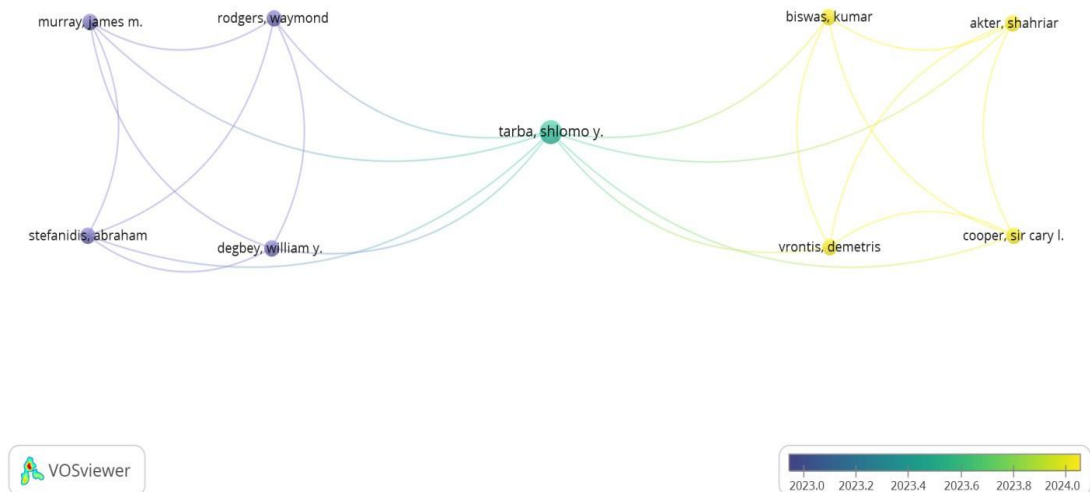 murray, james m.
rodgers, waymond
biswas, kumar
akter, shahriar
tarba, shlomo y.
stefanidis, abraham
degbey, william y.
vrontis, demetris
cooper, sir cary l.
VOSviewer
2023.0 2023.2 2023.4 2023.6 2023.8 2024.0